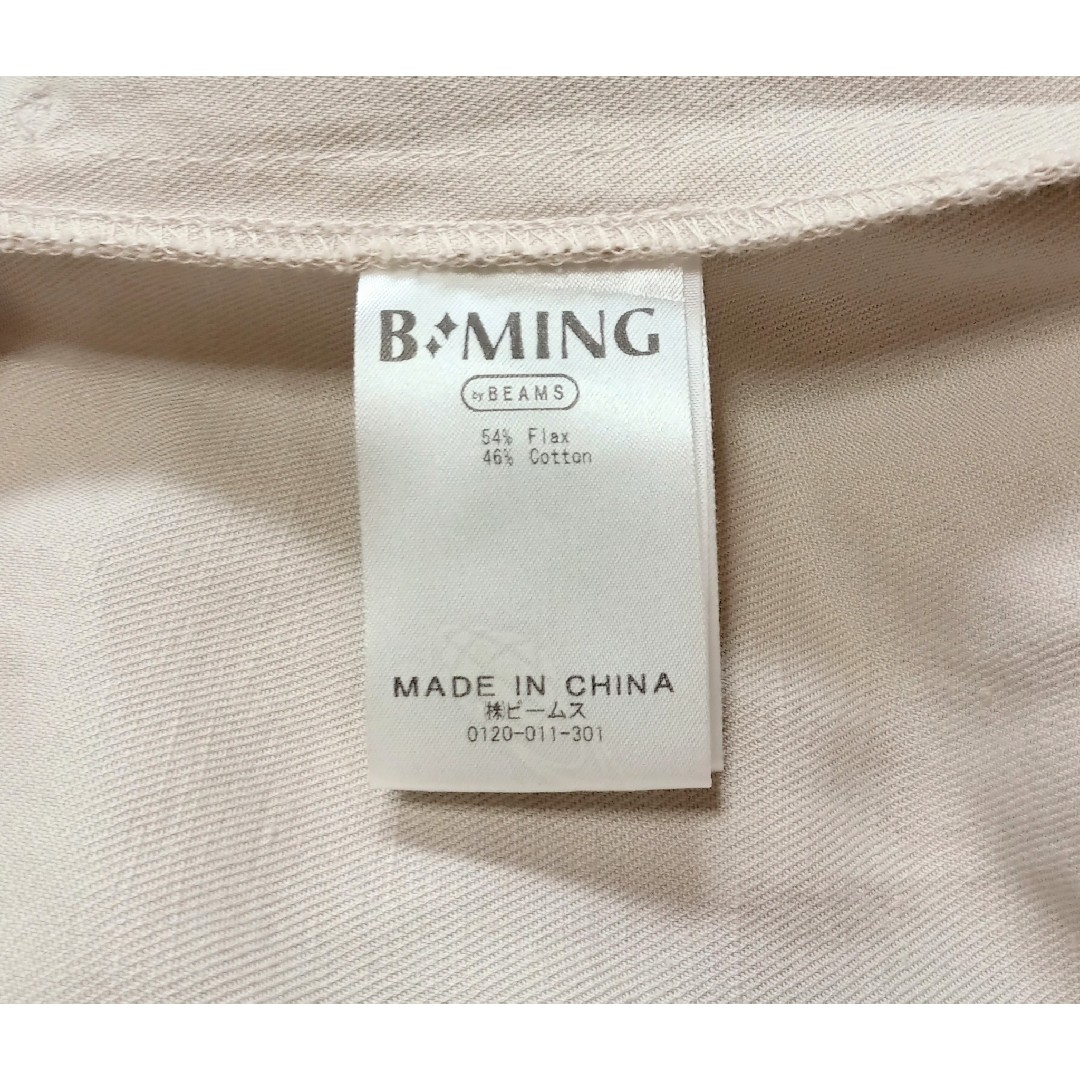 B MING
by BEAMS
54% Flax
46% Cotton
MADE IN CHINA
㈱ビームス
0120-011-301